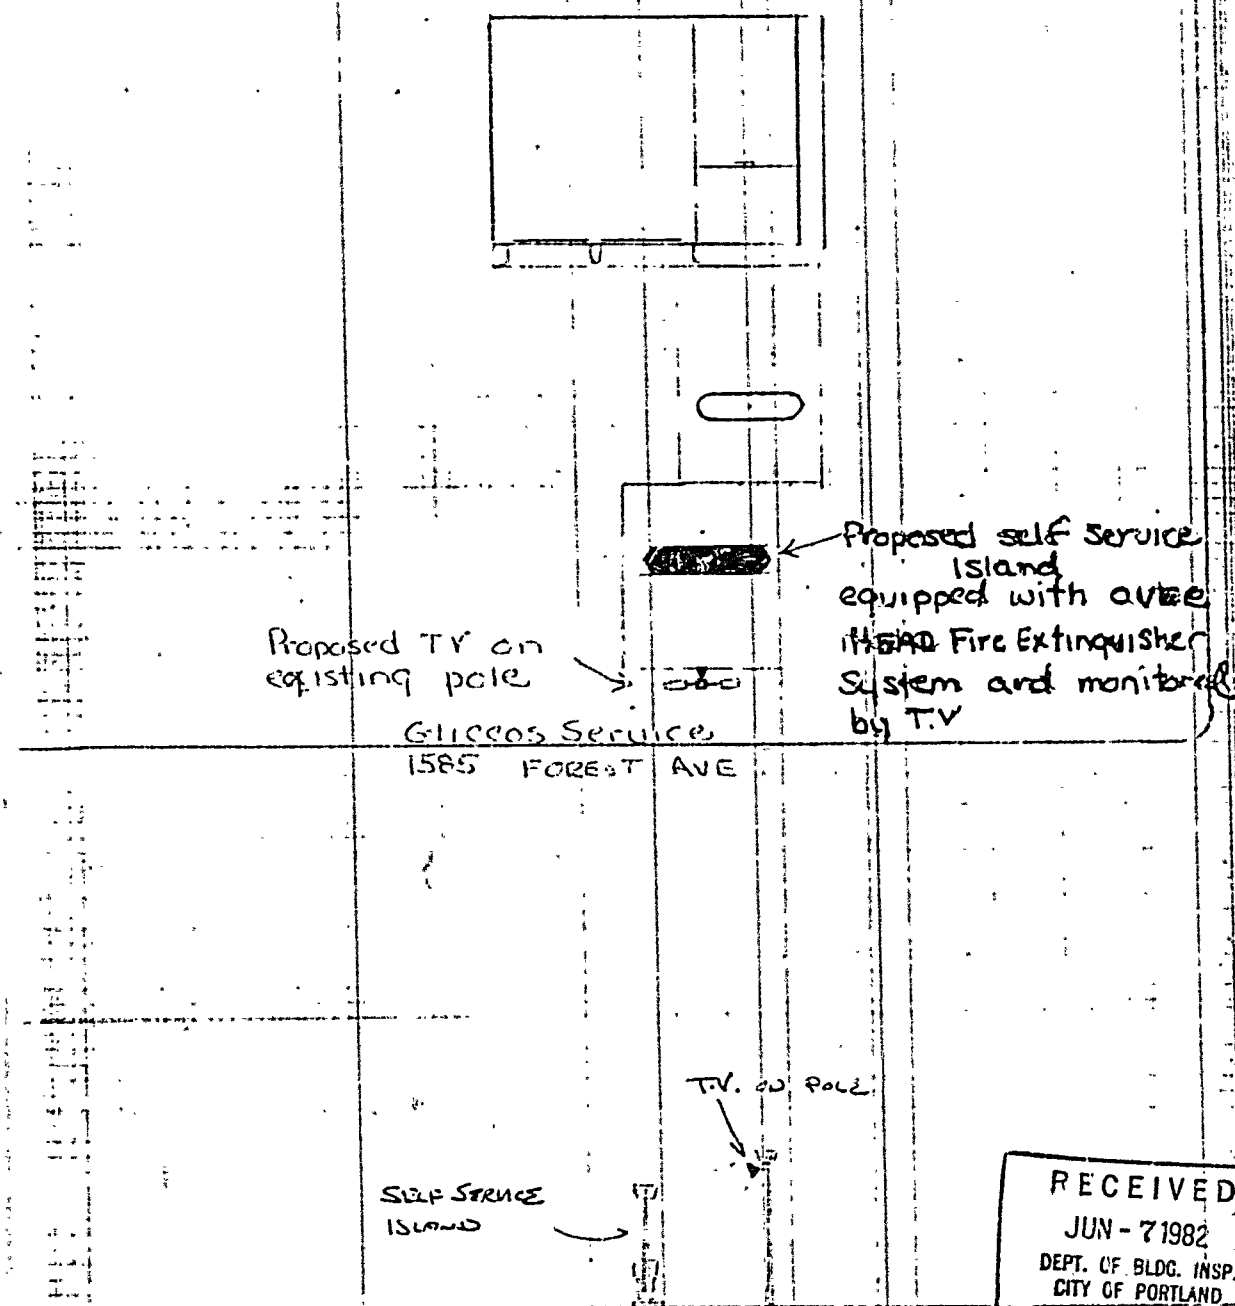 Proposed self Service
Island
equipped with
Fire Extinguisher
System and monitored
by T.V
Proposed TV on
existing pole
Service
1585 FOREST AVE
T.V. ON POLE
SELF SERVICE
ISLAND
RECEIVED
JUN - 7 1982
DEPT. OF BLDG. INSP.
CITY OF PORTLAND